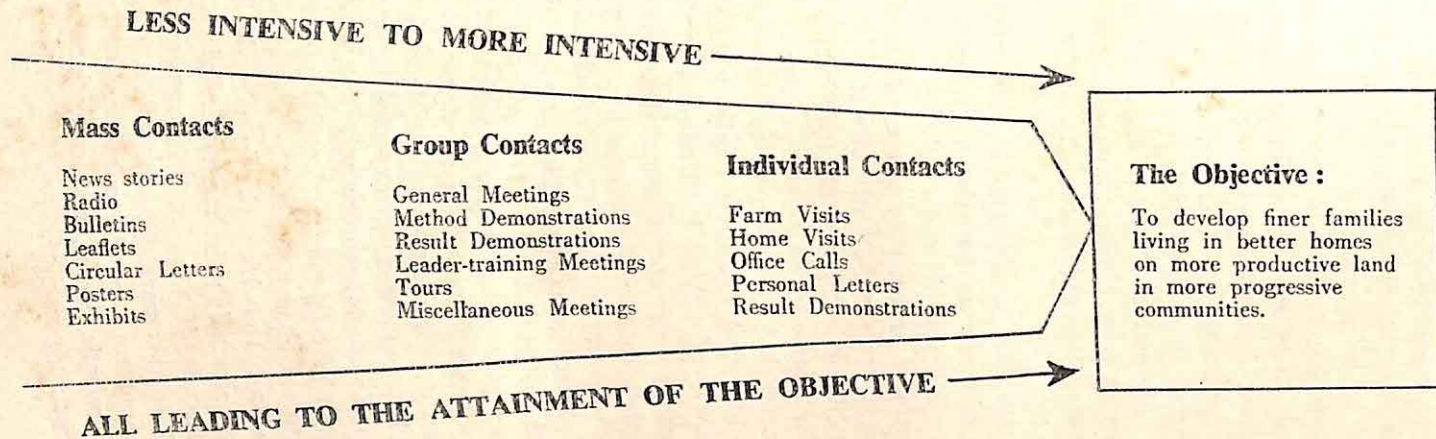 LESS INTENSIVE TO MORE INTENSIVE
Mass Contacts
News stories
Radio
Bulletins
Leaflets
Circular Letters
Posters
Exhibits
Group Contacts
General Meetings
Method Demonstrations
Result Demonstrations
Leader-training Meetings
Tours
Miscellaneous Meetings
Individual Contacts
Farm Visits
Home Visits
Office Calls
Personal Letters
Result Demonstrations
The Objective :
To develop finer families
living in better homes
on more productive land
in more progressive
communities.
ALL LEADING TO THE ATTAINMENT OF THE OBJECTIVE